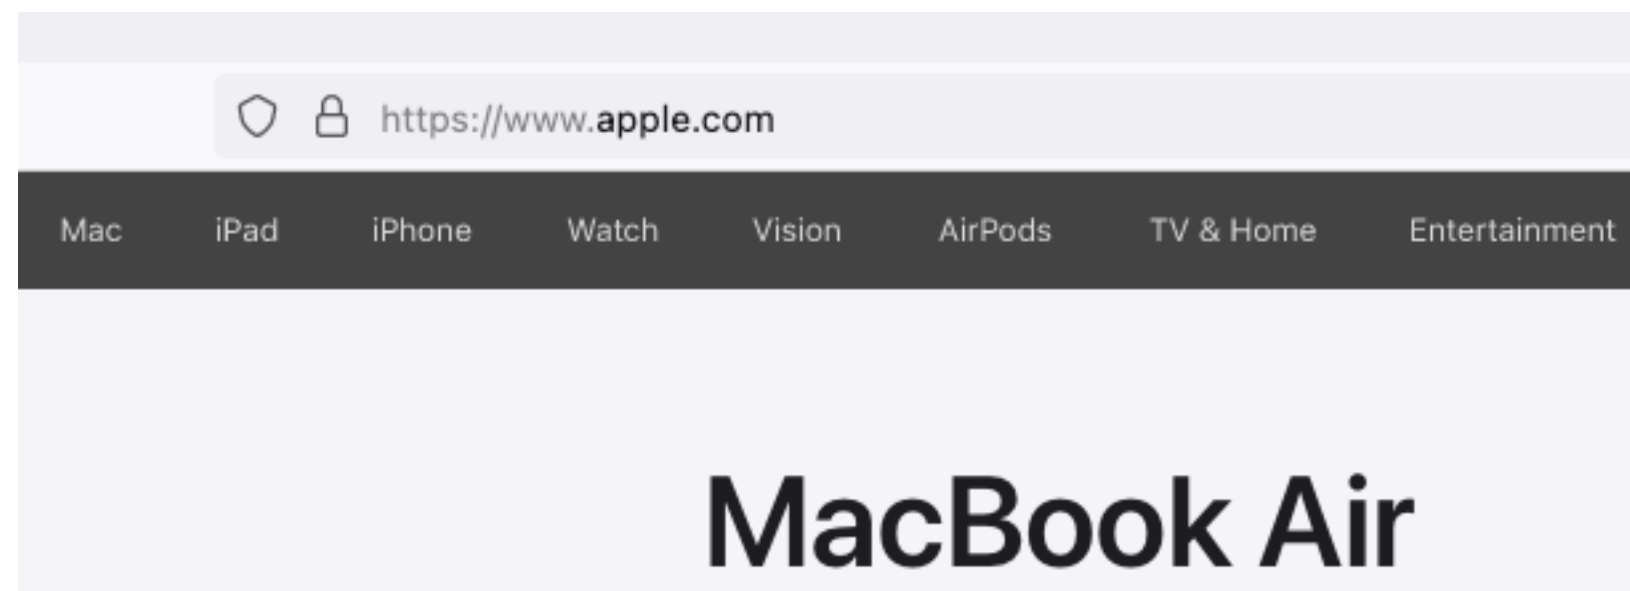 https://www.apple.com
Mac iPad iPhone Watch Vision AirPods TV & Home Entertainment
MacBook Air